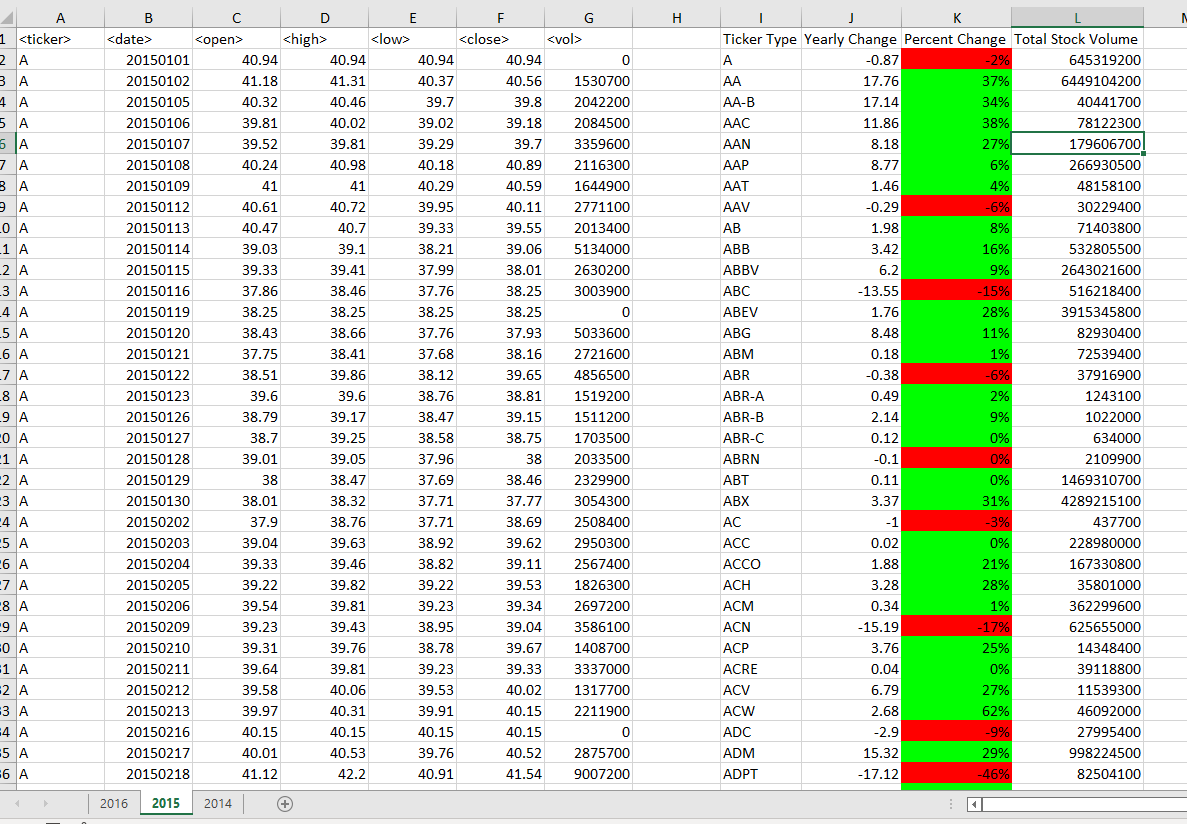 A B C D E F G H I J K L
1 <ticker> <date> <open> <high> <low> <close> <vol> Ticker Type Yearly Change Percent Change Total Stock Volume
2 A 20150101 40.94 40.94 40.94 40.94 0 A -0.87 -2% 645319200
3 A 20150102 41.18 41.31 40.37 40.56 1530700 AA 17.76 37% 6449104200
4 A 20150105 40.32 40.46 39.7 39.8 2042200 AA-B 17.14 34% 40441700
5 A 20150106 39.81 40.02 39.02 39.18 2084500 AAC 11.86 38% 78122300
6 A 20150107 39.52 39.81 39.29 39.7 3359600 AAN 8.18 27% 179606700
7 A 20150108 40.24 40.98 40.18 40.89 2116300 AAP 8.77 6% 266930500
8 A 20150109 41 41 40.29 40.59 1644900 AAT 1.46 4% 48158100
9 A 20150112 40.61 40.72 39.95 40.11 2771100 AAV -0.29 -6% 30229400
0 A 20150113 40.47 40.7 39.33 39.55 2013400 AB 1.98 8% 71403800
1 A 20150114 39.03 39.1 38.21 39.06 5134000 ABB 3.42 16% 532805500
2 A 20150115 39.33 39.41 37.99 38.01 2630200 ABBV 6.2 9% 2643021600
3 A 20150116 37.86 38.46 37.76 38.25 3003900 ABC -13.55 -15% 516218400
4 A 20150119 38.25 38.25 38.25 38.25 0 ABEV 1.76 28% 3915345800
5 A 20150120 38.43 38.66 37.76 37.93 5033600 ABG 8.48 11% 82930400
6 A 20150121 37.75 38.41 37.68 38.16 2721600 ABM 0.18 1% 72539400
7 A 20150122 38.51 39.86 38.12 39.65 4856500 ABR -0.38 -6% 37916900
8 A 20150123 39.6 39.6 38.76 38.81 1519200 ABR-A 0.49 2% 1243100
9 A 20150126 38.79 39.17 38.47 39.15 1511200 ABR-B 2.14 9% 1022000
0 A 20150127 38.7 39.25 38.58 38.75 1703500 ABR-C 0.12 0% 634000
1 A 20150128 39.01 39.05 37.96 38 2033500 ABRN -0.1 0% 2109900
2 A 20150129 38 38.47 37.69 38.46 2329900 ABT 0.11 0% 1469310700
3 A 20150130 38.01 38.32 37.71 37.77 3054300 ABX 3.37 31% 4289215100
4 A 20150202 37.9 38.76 37.71 38.69 2508400 AC -1 -3% 437700
5 A 20150203 39.04 39.63 38.92 39.62 2950300 ACC 0.02 0% 228980000
6 A 20150204 39.33 39.46 38.82 39.11 2567400 ACCO 1.88 21% 167330800
7 A 20150205 39.22 39.82 39.22 39.53 1826300 ACH 3.28 28% 35801000
8 A 20150206 39.54 39.81 39.23 39.34 2697200 ACM 0.34 1% 362299600
9 A 20150209 39.23 39.43 38.95 39.04 3586100 ACN -15.19 -17% 625655000
0 A 20150210 39.31 39.76 38.78 39.67 1408700 ACP 3.76 25% 14348400
1 A 20150211 39.64 39.81 39.23 39.33 3337000 ACRE 0.04 0% 39118800
2 A 20150212 39.58 40.06 39.53 40.02 1317700 ACV 6.79 27% 11539300
3 A 20150213 39.97 40.31 39.91 40.15 2211900 ACW 2.68 62% 46092000
4 A 20150216 40.15 40.15 40.15 40.15 0 ADC -2.9 -9% 27995400
5 A 20150217 40.01 40.53 39.76 40.52 2875700 ADM 15.32 29% 998224500
6 A 20150218 41.12 42.2 40.91 41.54 9007200 ADPT -17.12 -46% 82504100
2016 2015 2014